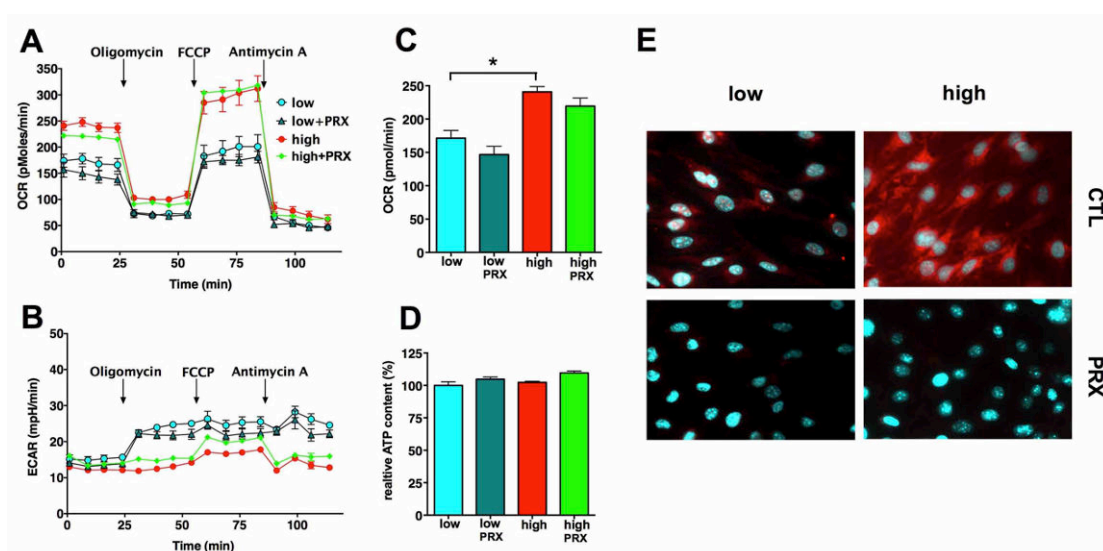 A
Oligomycin FCCP Antimycin A
OCR (pMoles/min)
350
300
250
200
150
100
50
0
0 25 50 75 100
Time (min)
low
low+PRX
high
high+PRX
B
Oligomycin FCCP Antimycin A
ECAR (mpH/min)
50
40
30
20
10
0
0 25 50 75 100
Time (min)
C
*
OCR (pmol/min)
250
200
150
100
50
0
low
low PRX
high
high PRX
D
realtive ATP content (%)
125
100
75
50
25
0
low
low PRX
high
high PRX
E
low high
CTL
PRX